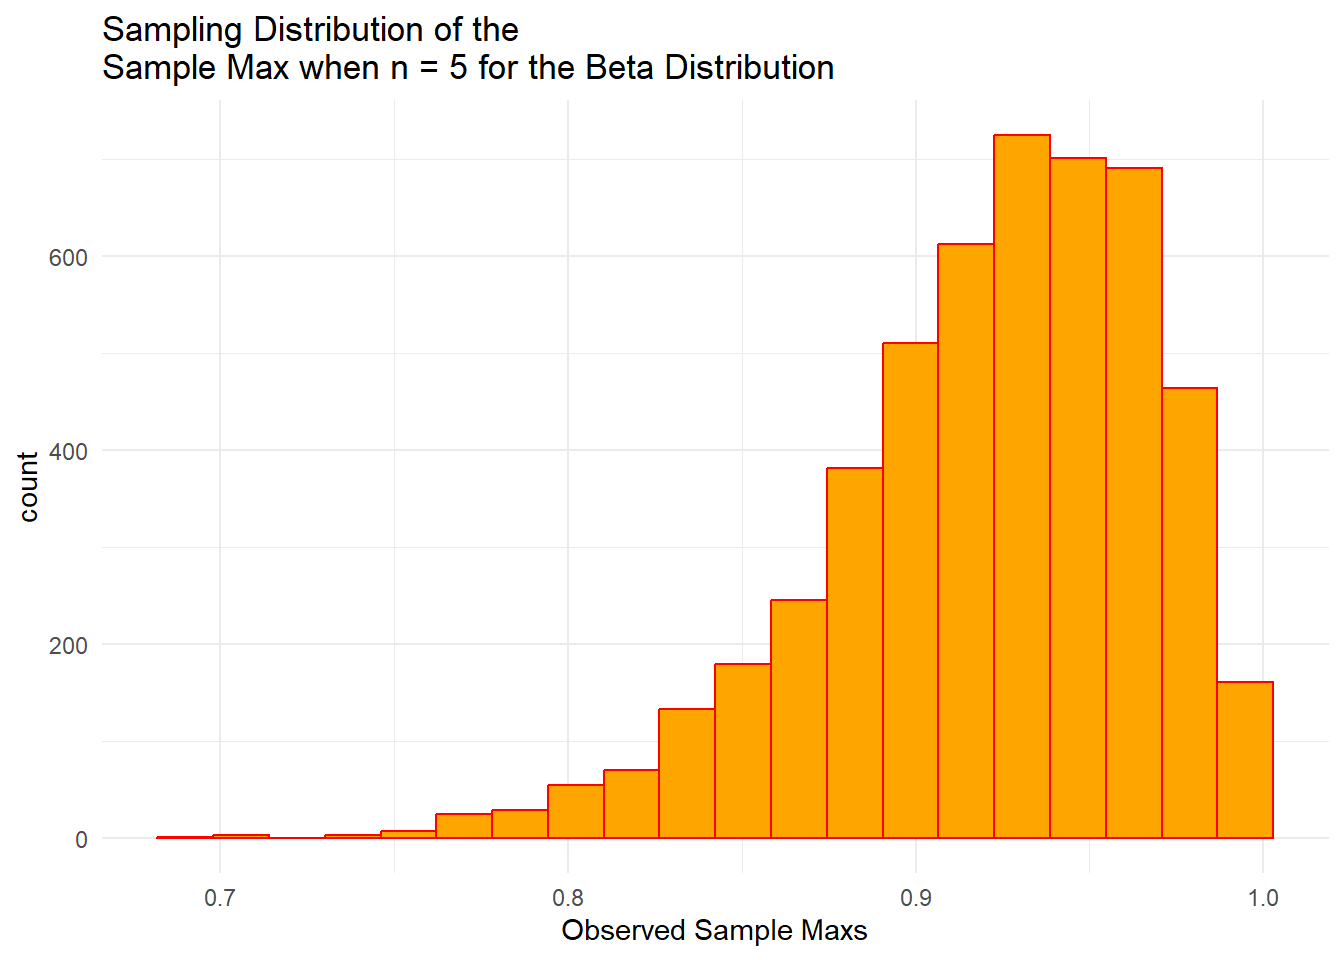 Sampling Distribution of the
Sample Max when n = 5 for the Beta Distribution
600
400
200
0
count
0.7 0.8 0.9 1.0
Observed Sample Maxs